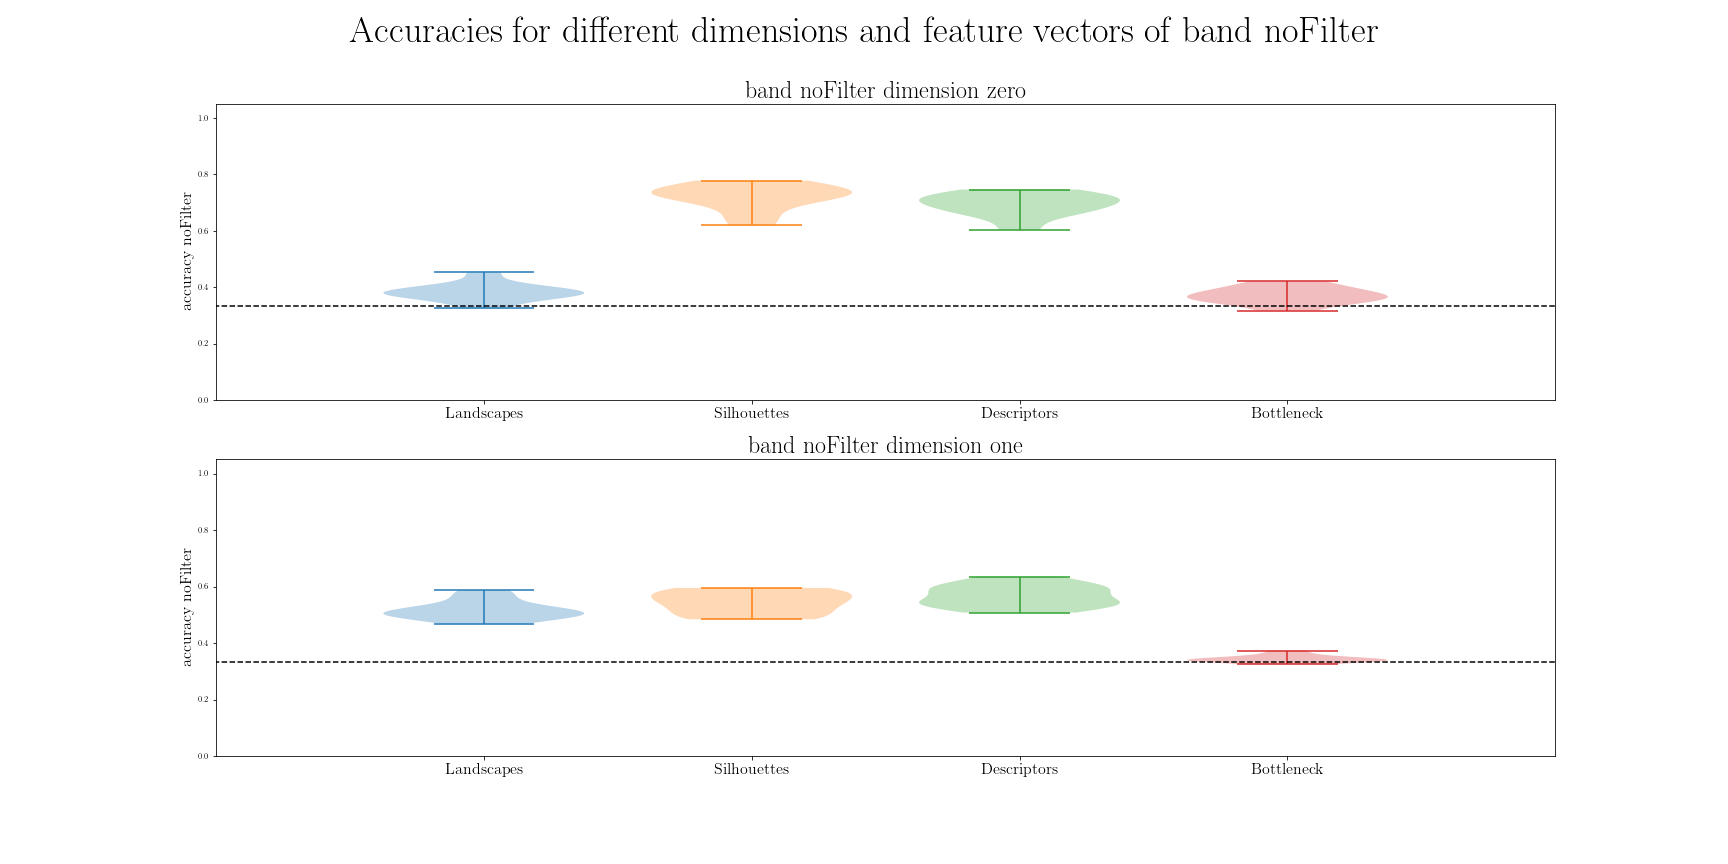 Accuracies for different dimensions and feature vectors of band noFilter
band noFilter dimension zero
accuracy noFilter
1.0
0.8
0.6
0.4
0.2
0.0
Landscapes Silhouettes Descriptors Bottleneck
band noFilter dimension one
accuracy noFilter
1.0
0.8
0.6
0.4
0.2
0.0
Landscapes Silhouettes Descriptors Bottleneck